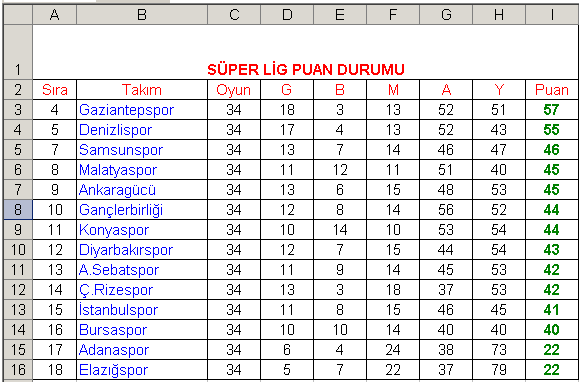 A B C D E F G H I
1 SÜPER LİG PUAN DURUMU
2 Sıra Takım Oyun G B M A Y Puan
3 4 Gaziantepspor 34 18 3 13 52 51 57
4 5 Denizlispor 34 17 4 13 52 43 55
5 7 Samsunspor 34 13 7 14 46 47 46
6 8 Malatyaspor 34 11 12 11 51 40 45
7 9 Ankaragücü 34 13 6 15 48 53 45
8 10 Gançlerbirliği 34 12 8 14 56 52 44
9 11 Konyaspor 34 10 14 10 53 54 44
10 12 Diyarbakırspor 34 12 7 15 44 54 43
11 13 A.Sebatspor 34 11 9 14 45 53 42
12 14 Ç.Rizespor 34 13 3 18 37 53 42
13 15 İstanbulspor 34 11 8 15 46 45 41
14 16 Bursaspor 34 10 10 14 40 40 40
15 17 Adanaspor 34 6 4 24 38 73 22
16 18 Elazığspor 34 5 7 22 37 79 22